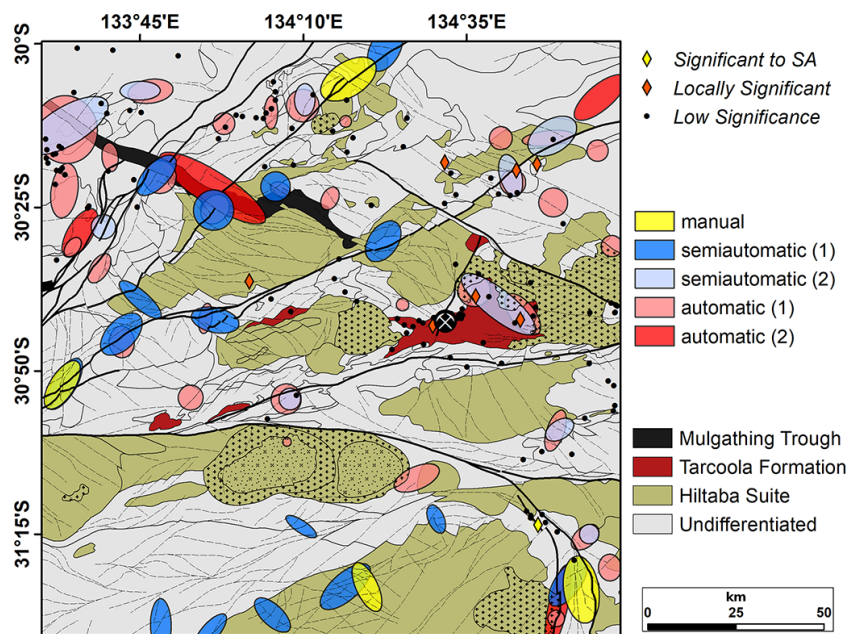 133°45'E 134°10'E 134°35'E
30°S
30°25'S
30°50'S
31°15'S
Significant to SA
Locally Significant
Low Significance
manual
semiautomatic (1)
semiautomatic (2)
automatic (1)
automatic (2)
Mulgathing Trough
Tarcoola Formation
Hiltaba Suite
Undifferentiated
km
0 25 50